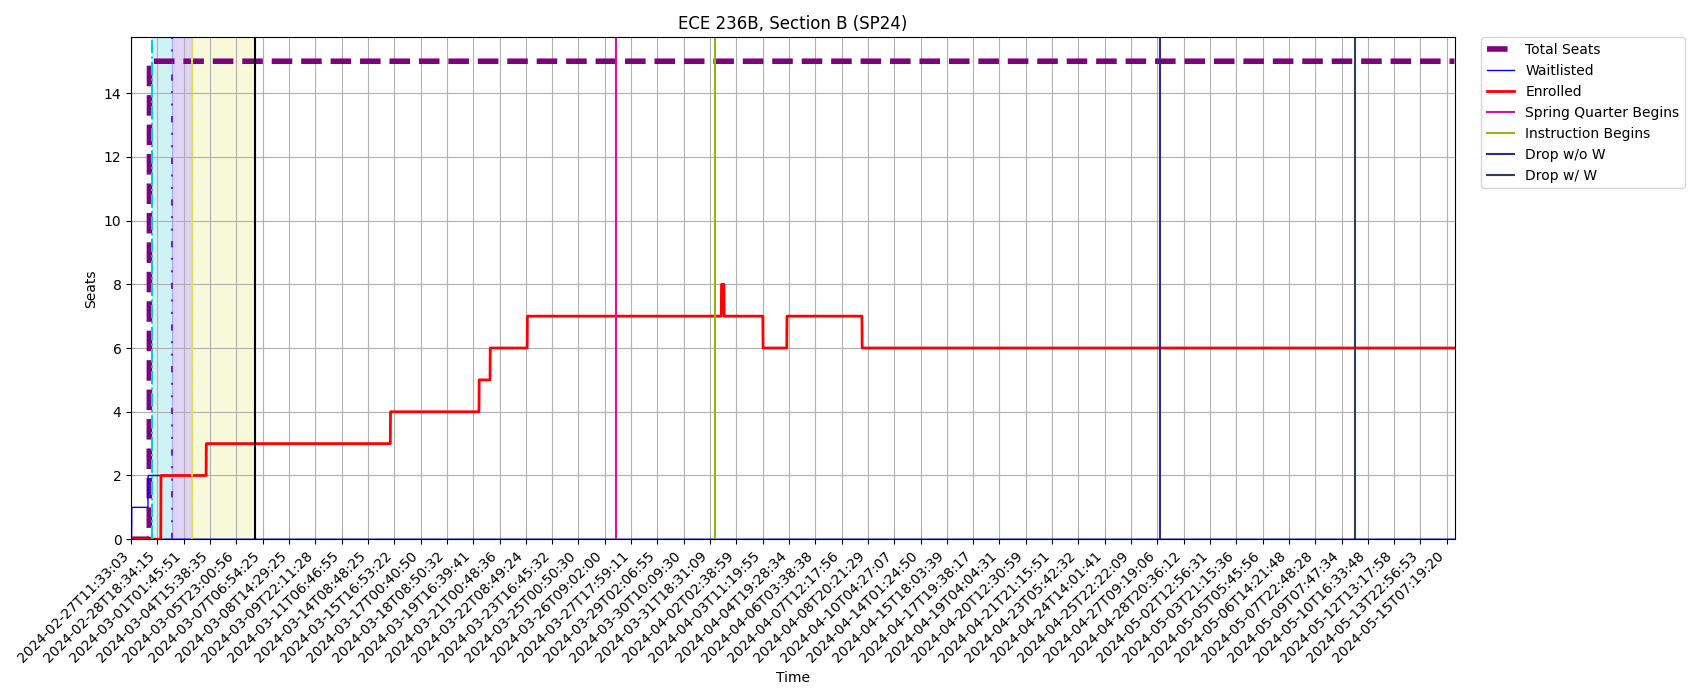 ECE 236B, Section B (SP24)
Total Seats
Waitlisted
Enrolled
Spring Quarter Begins
Instruction Begins
Drop w/o W
Drop w/ W
Seats
14
12
10
8
6
4
2
0
2024-02-27T11:33:03
2024-02-28T18:34:15
2024-03-01T01:45:51
2024-03-04T15:38:35
2024-03-05T23:00:56
2024-03-07T06:54:25
2024-03-08T14:29:25
2024-03-09T22:11:28
2024-03-11T06:46:55
2024-03-14T08:48:25
2024-03-15T16:53:22
2024-03-17T00:40:50
2024-03-18T08:50:32
2024-03-19T16:39:41
2024-03-21T00:48:36
2024-03-22T08:49:24
2024-03-23T16:45:32
2024-03-25T00:50:30
2024-03-26T09:02:00
2024-03-27T17:59:11
2024-03-29T02:06:55
2024-03-30T10:09:30
2024-03-31T18:31:09
2024-04-02T02:38:59
2024-04-03T11:19:55
2024-04-04T19:28:34
2024-04-06T03:38:38
2024-04-07T12:17:56
2024-04-08T20:21:29
2024-04-10T04:27:07
2024-04-14T01:24:50
2024-04-15T18:03:39
2024-04-17T19:38:17
2024-04-19T04:04:31
2024-04-20T12:30:59
2024-04-21T21:15:51
2024-04-23T05:42:32
2024-04-24T14:01:41
2024-04-25T22:22:09
2024-04-27T09:19:06
2024-04-28T20:36:12
2024-05-02T12:56:31
2024-05-03T21:15:36
2024-05-05T05:45:56
2024-05-06T14:21:48
2024-05-07T22:48:28
2024-05-09T07:47:34
2024-05-10T16:33:48
2024-05-12T13:17:58
2024-05-13T22:56:53
2024-05-15T07:19:20
Time